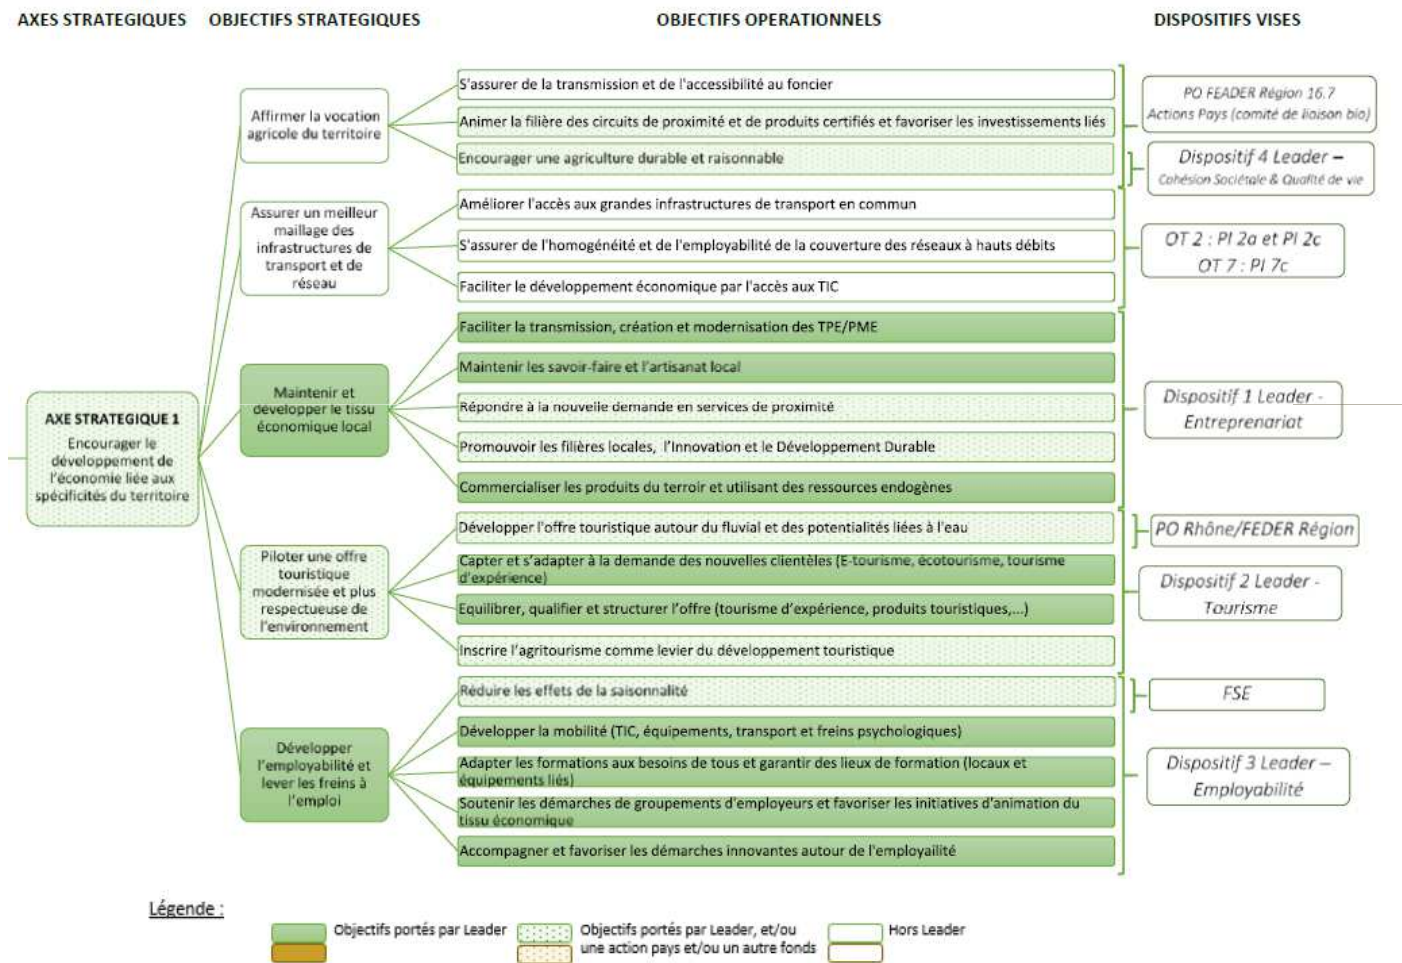 AXES STRATEGIQUES OBJECTIFS STRATEGIQUES OBJECTIFS OPERATIONNELS DISPOSITIFS VISES
AXE STRATEGIQUE 1
Encourager le
développement de
l'économie liée aux
spécificités du territoire
Affirmer la vocation
agricole du territoire
S'assurer de la transmission et de l'accessibilité au foncier
Animer la filière des circuits de proximité et de produits certifiés et favoriser les investissements liés
Encourager une agriculture durable et raisonnable
PO FEADER Région 16.7
Actions Pays (comité de liaison bio)
Dispositif 4 Leader –
Cohésion Sociétale & Qualité de vie
Assurer un meilleur
maillage des
infrastructures de
transport et de
réseau
Améliorer l'accès aux grandes infrastructures de transport en commun
S'assurer de l'homogénéité et de l'employabilité de la couverture des réseaux à hauts débits
Faciliter le développement économique par l'accès aux TIC
OT 2 : PI 2a et PI 2c
OT 7 : PI 7c
Maintenir et
développer le tissu
économique local
Faciliter la transmission, création et modernisation des TPE/PME
Maintenir les savoir-faire et l'artisanat local
Répondre à la nouvelle demande en services de proximité
Promouvoir les filières locales, l'Innovation et le Développement Durable
Commercialiser les produits du terroir et utilisant des ressources endogènes
Dispositif 1 Leader -
Entreprenariat
Piloter une offre
touristique
modernisée et plus
respectueuse de
l'environnement
Développer l'offre touristique autour du fluvial et des potentialités liées à l'eau
Capter et s'adapter à la demande des nouvelles clientèles (E-tourisme, écotourisme, tourisme
d'expérience)
Equilibrer, qualifier et structurer l'offre (tourisme d'expérience, produits touristiques,...)
Inscrire l'agritourisme comme levier du développement touristique
PO Rhône/FEDER Région
Dispositif 2 Leader -
Tourisme
Développer
l'employabilité et
lever les freins à
l'emploi
Réduire les effets de la saisonnalité
Développer la mobilité (TIC, équipements, transport et freins psychologiques)
Adapter les formations aux besoins de tous et garantir des lieux de formation (locaux et
équipements liés)
Soutenir les démarches de groupements d'employeurs et favoriser les initiatives d'animation du
tissu économique
Accompagner et favoriser les démarches innovantes autour de l'employailité
FSE
Dispositif 3 Leader –
Employabilité
Légende :
Objectifs portés par Leader
Objectifs portés par Leader, et/ou
une action pays et/ou un autre fonds
Hors Leader